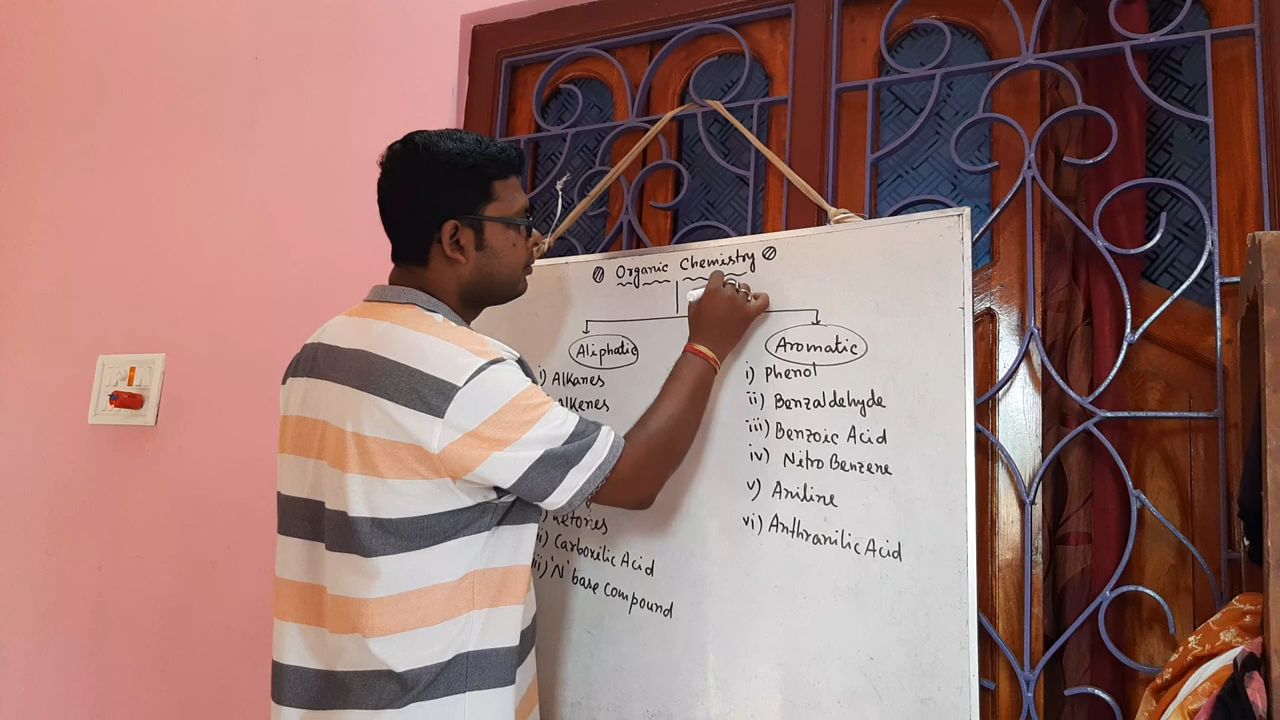 Organic Chemistry
Aliphatic
i) Alkanes
Alkenes
Ketones
Carboxilic Acid
'N' base Compound
Aromatic
i) Phenol
ii) Benzaldehyde
iii) Benzoic Acid
iv) Nitro Benzene
v) Aniline
vi) Anthranilic Acid